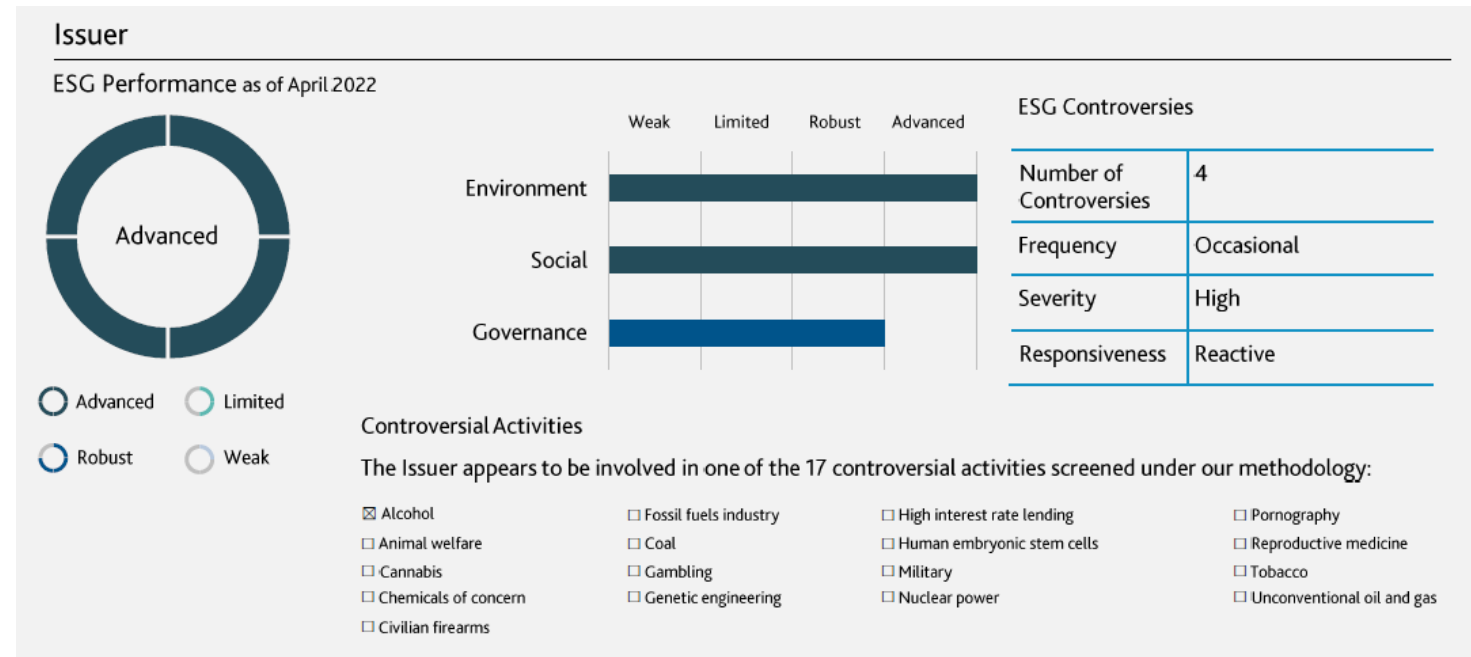 Issuer
ESG Performance as of April 2022
Advanced
Advanced
Limited
Robust
Weak
Weak Limited Robust Advanced
Environment
Social
Governance
ESG Controversies
Number of
Controversies
4
Frequency
Occasional
Severity
High
Responsiveness
Reactive
Controversial Activities
The Issuer appears to be involved in one of the 17 controversial activities screened under our methodology:
☒ Alcohol
☐ Animal welfare
☐ Cannabis
☐ Chemicals of concern
☐ Civilian firearms
☐ Fossil fuels industry
☐ Coal
☐ Gambling
☐ Genetic engineering
☐ High interest rate lending
☐ Human embryonic stem cells
☐ Military
☐ Nuclear power
☐ Pornography
☐ Reproductive medicine
☐ Tobacco
☐ Unconventional oil and gas